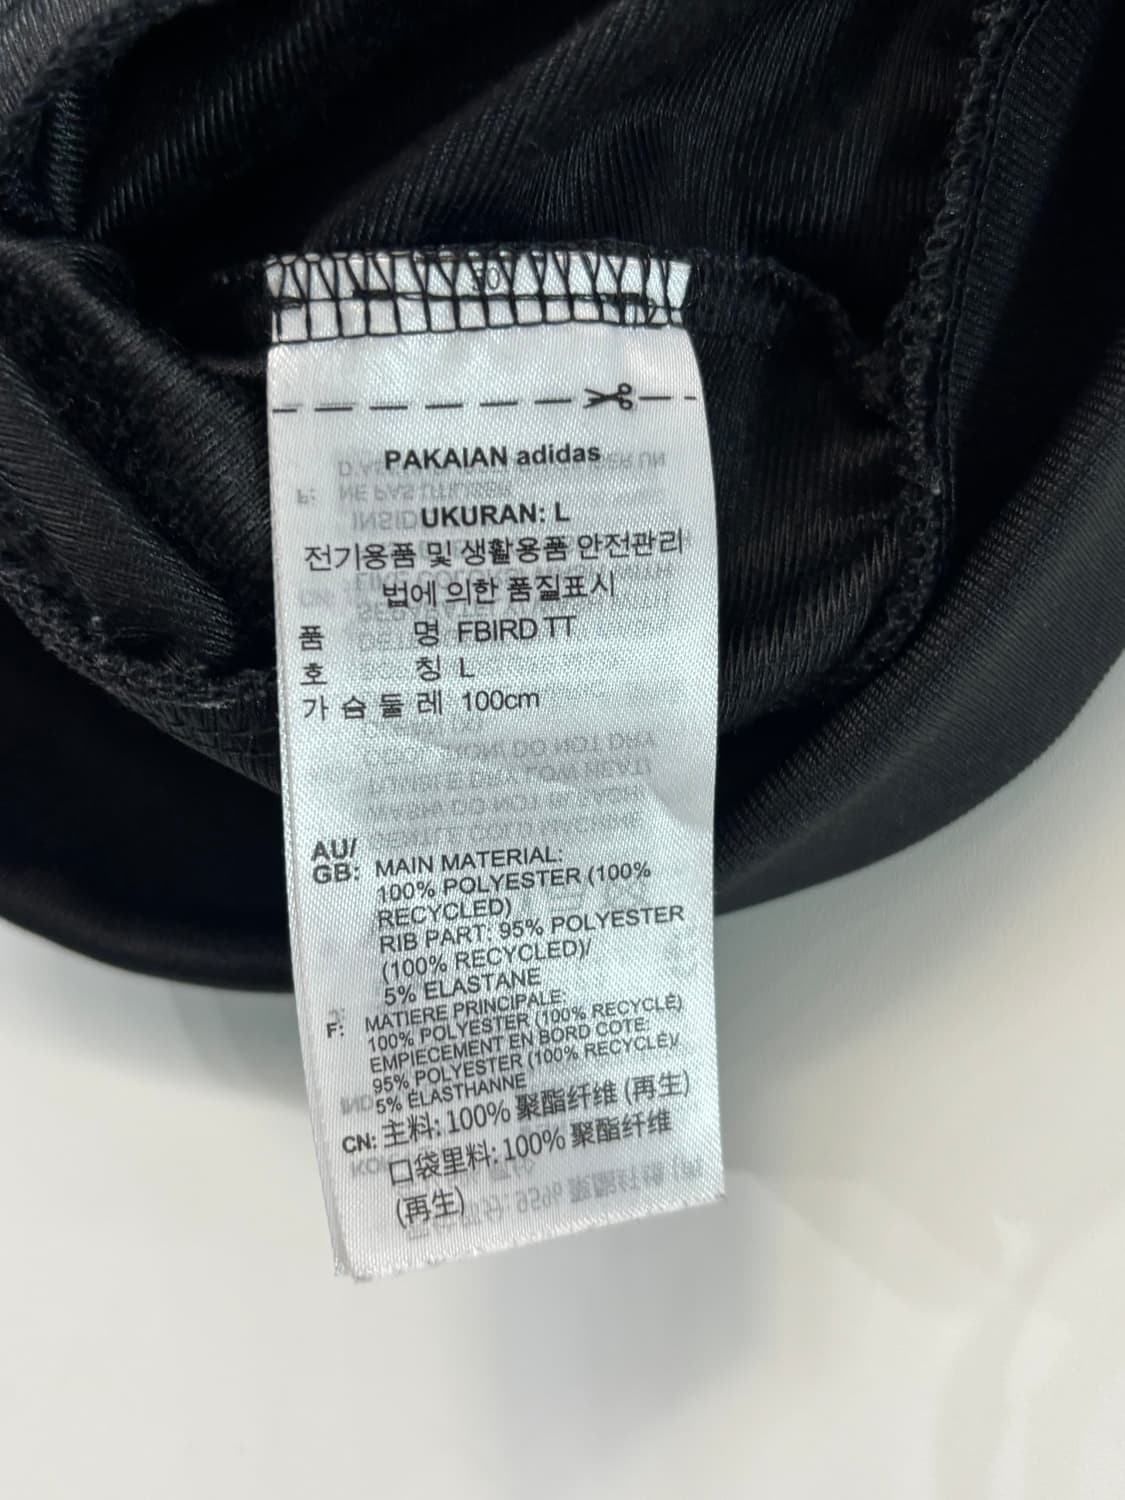 PAKAIAN adidas
UKURAN: L
전기용품 및 생활용품 안전관리
법에 의한 품질표시
품 명 FBIRD TT
호 칭 L
가 슴 둘 레 100cm
AU/
GB: MAIN MATERIAL:
100% POLYESTER (100%
RECYCLED)
RIB PART: 95% POLYESTER
(100% RECYCLED)/
5% ELASTANE
F: MATIERE PRINCIPALE:
100% POLYESTER (100% RECYCLÉ)
EMPIECEMENT EN BORD COTE:
95% POLYESTER (100% RECYCLÉ)/
5% ÉLASTHANNE
CN: 主料: 100% 聚酯纤维 (再生)
口袋里料: 100% 聚酯纤维
(再生)